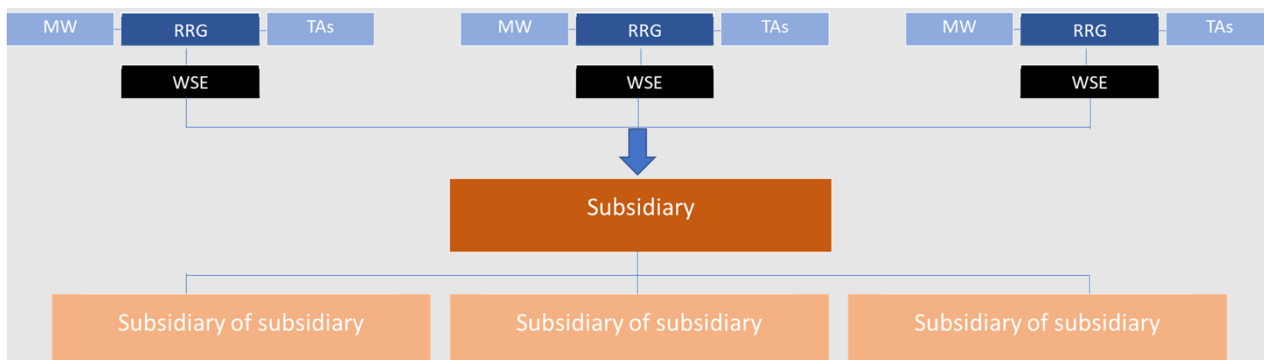 MW RRG TAs MW RRG TAs MW RRG TAs
WSE WSE WSE
Subsidiary
Subsidiary of subsidiary Subsidiary of subsidiary Subsidiary of subsidiary